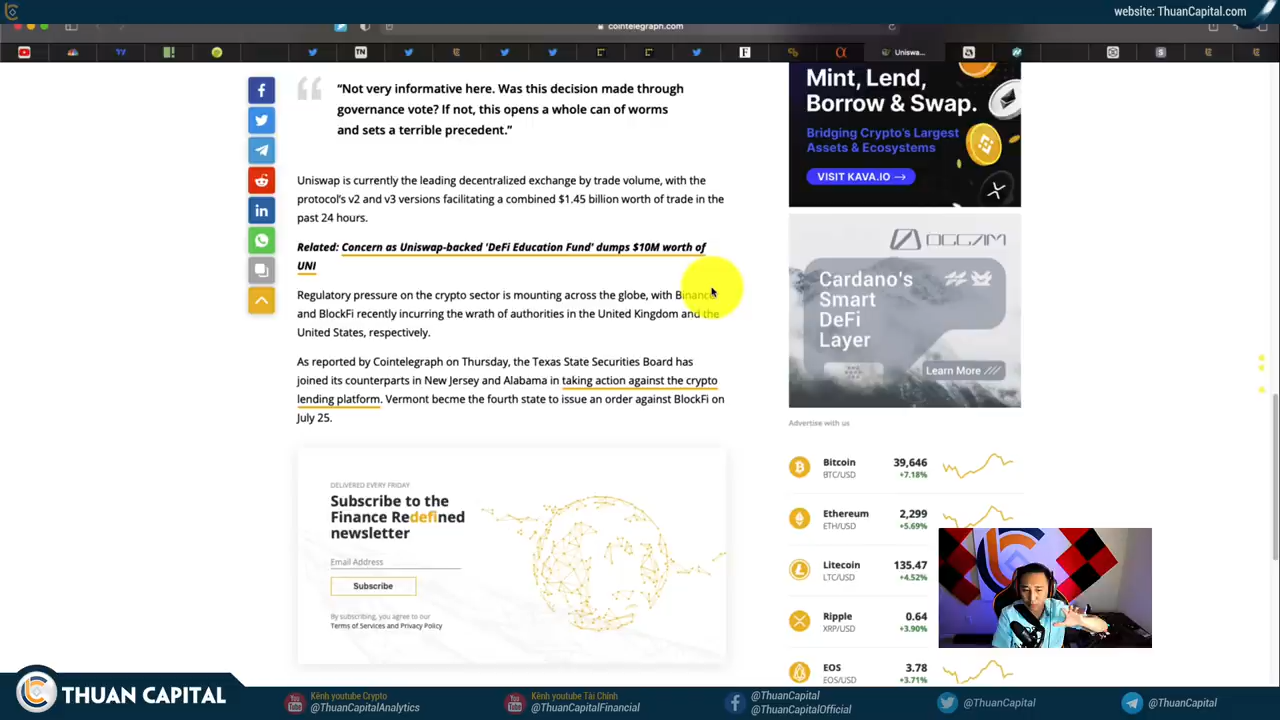 website: ThuanCapital.com
cointelegraph.com
Uniswa...
“Not very informative here. Was this decision made through
governance vote? If not, this opens a whole can of worms
and sets a terrible precedent.”
Uniswap is currently the leading decentralized exchange by trade volume, with the
protocol’s v2 and v3 versions facilitating a combined $1.45 billion worth of trade in the
past 24 hours.
Related: Concern as Uniswap-backed 'DeFi Education Fund' dumps $10M worth of
UNI
Regulatory pressure on the crypto sector is mounting across the globe, with Binance
and BlockFi recently incurring the wrath of authorities in the United Kingdom and the
United States, respectively.
As reported by Cointelegraph on Thursday, the Texas State Securities Board has
joined its counterparts in New Jersey and Alabama in taking action against the crypto
lending platform. Vermont becme the fourth state to issue an order against BlockFi on
July 25.
DELIVERED EVERY FRIDAY
Subscribe to the
Finance Redefined
newsletter
Email Address
Subscribe
By subscribing, you agree to our
Terms of Services and Privacy Policy
Mint, Lend,
Borrow & Swap.
Bridging Crypto’s Largest
Assets & Ecosystems
VISIT KAVA.IO
Cardano's
Smart
DeFi
Layer
Learn More
Advertise with us
Bitcoin 39,646
BTC/USD +7.18%
Ethereum 2,299
ETH/USD +5.69%
Litecoin 135.47
LTC/USD +4.52%
Ripple 0.64
XRP/USD +3.90%
EOS 3.78
EOS/USD +3.71%
THUAN CAPITAL
Kênh youtube Crypto
@ThuanCapitalAnalytics
Kênh youtube Tài Chính
@ThuanCapitalFinancial
@ThuanCapital
@ThuanCapitalOfficial
@ThuanCapital
@ThuanCapital